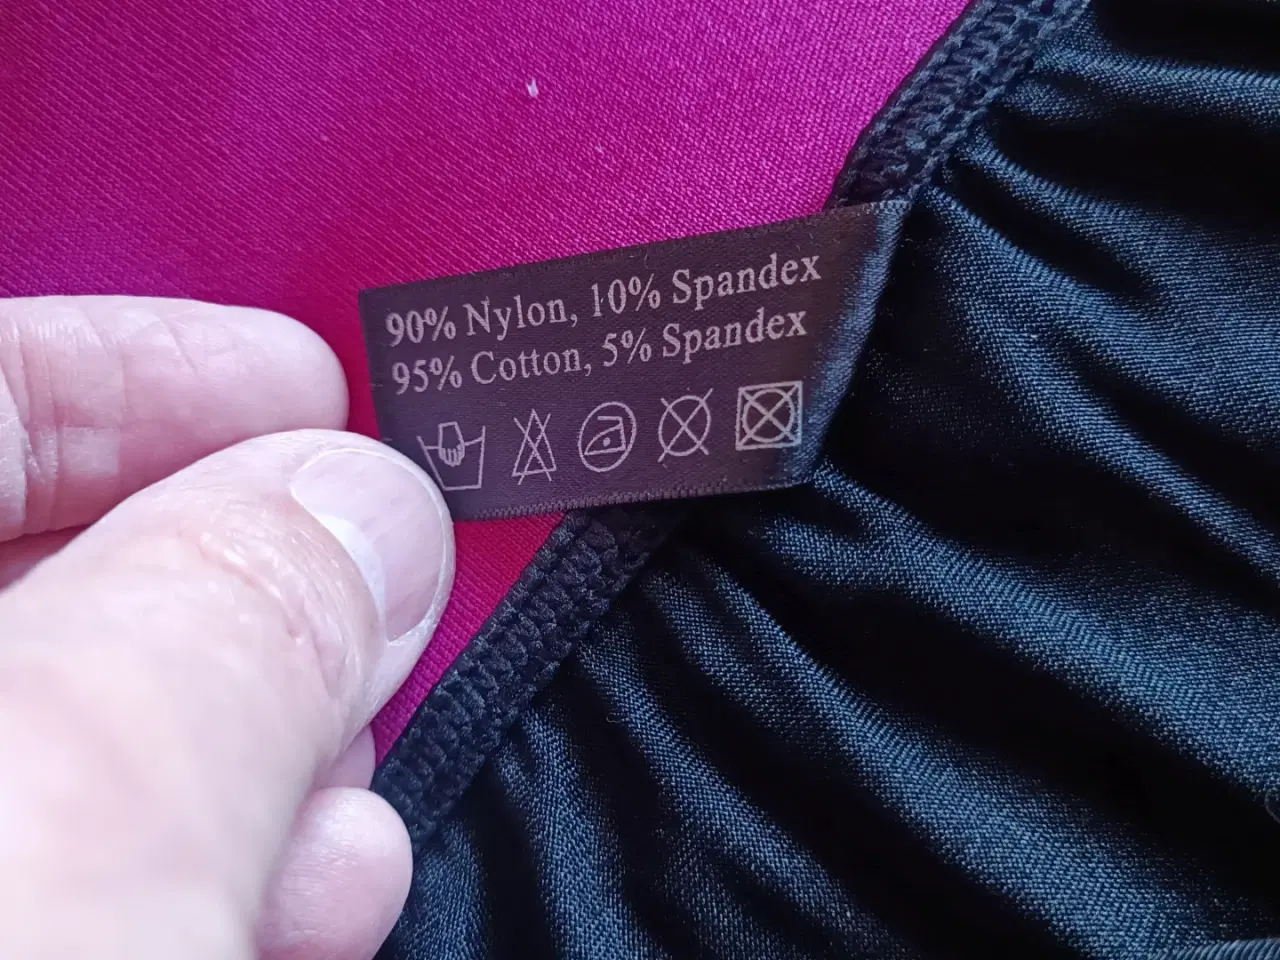 90% Nylon, 10% Spandex
95% Cotton, 5% Spandex